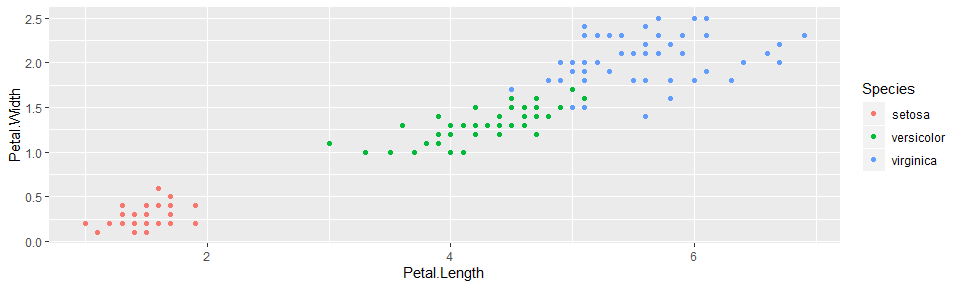 2.5
2.0
1.5
1.0
0.5
0.0
Petal.Width
2
4
6
Petal.Length
Species
setosa
versicolor
virginica